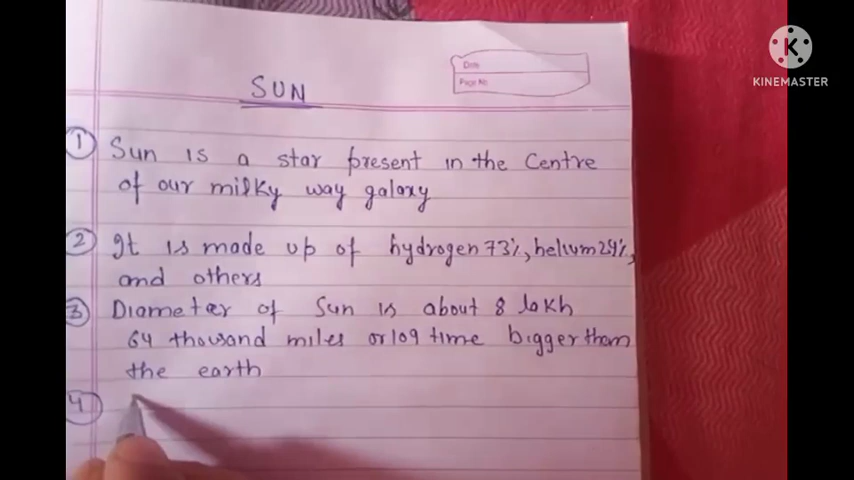 SUN
Date
Page No
KINEMASTER
1 Sun is a star present in the Centre
of our milky way galaxy
2 It is made up of hydrogen 73%, helium 24%,
and others
3 Diameter of Sun is about 8 lakh
64 thousand miles or 109 time bigger than
the earth
4